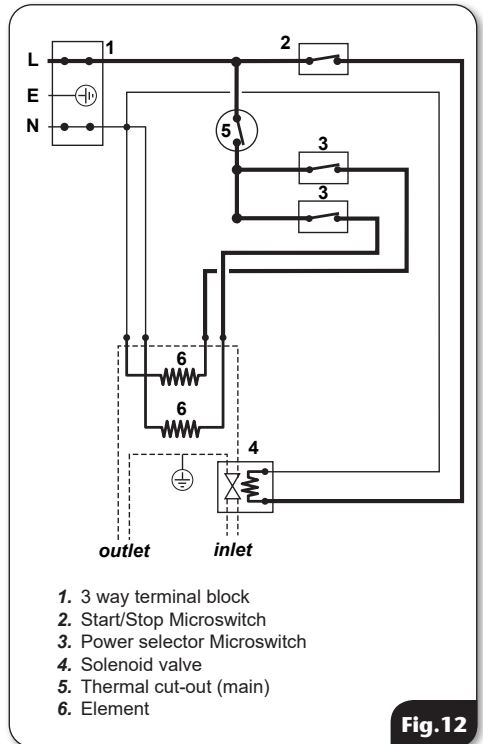 L
1
2
E
N
5
3
3
6
6
4
outlet
inlet
1. 3 way terminal block
2. Start/Stop Microswitch
3. Power selector Microswitch
4. Solenoid valve
5. Thermal cut-out (main)
6. Element
Fig.12